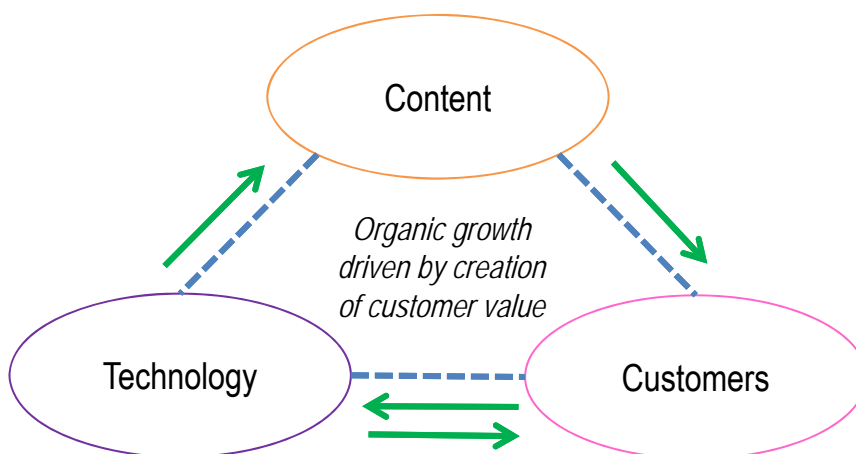 Content
Organic growth
driven by creation
of customer value
Technology
Customers